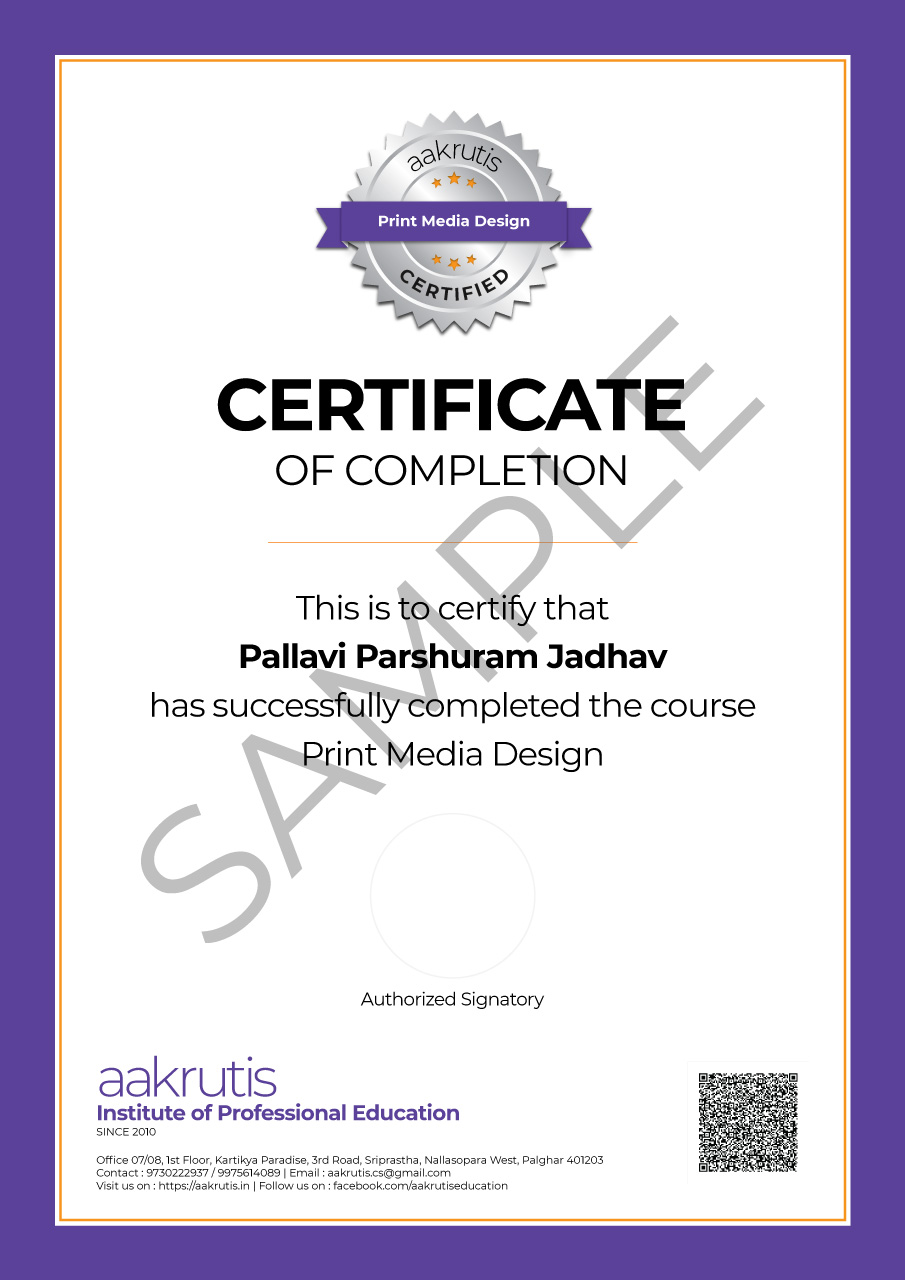 aakrutis
Print Media Design
CERTIFIED
CERTIFICATE
OF COMPLETION
This is to certify that
Pallavi Parshuram Jadhav
has successfully completed the course
Print Media Design
SAMPLE
Authorized Signatory
aakrutis
Institute of Professional Education
SINCE 2010
Office 07/08, 1st Floor, Kartikya Paradise, 3rd Road, Sriprastha, Nallasopara West, Palghar 401203
Contact : 9730222937 / 9975614089 | Email : aakrutis.cs@gmail.com
Visit us on : https://aakrutis.in | Follow us on : facebook.com/aakrutiseducation